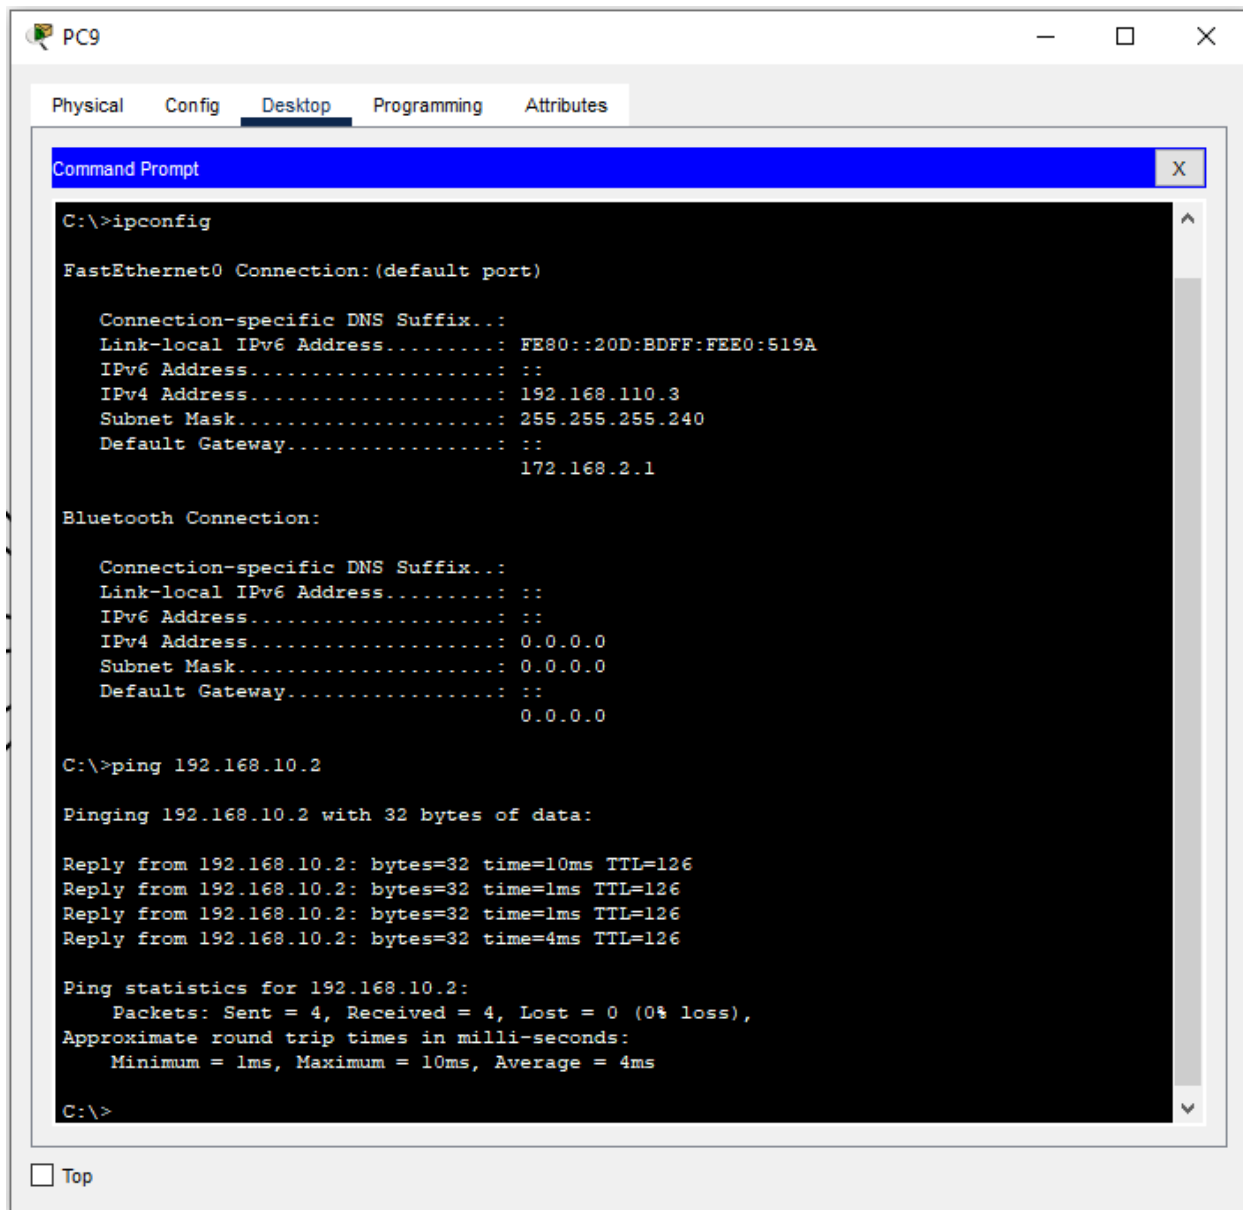 PC9
Physical Config Desktop Programming Attributes
Command Prompt X
C:\>ipconfig
FastEthernet0 Connection:(default port)
Connection-specific DNS Suffix..:
Link-local IPv6 Address.........: FE80::20D:BDFF:FEE0:519A
IPv6 Address....................: ::
IPv4 Address....................: 192.168.110.3
Subnet Mask.....................: 255.255.255.240
Default Gateway.................: ::
172.168.2.1
Bluetooth Connection:
Connection-specific DNS Suffix..:
Link-local IPv6 Address.........: ::
IPv6 Address....................: ::
IPv4 Address....................: 0.0.0.0
Subnet Mask.....................: 0.0.0.0
Default Gateway.................: ::
0.0.0.0
C:\>ping 192.168.10.2
Pinging 192.168.10.2 with 32 bytes of data:
Reply from 192.168.10.2: bytes=32 time=10ms TTL=126
Reply from 192.168.10.2: bytes=32 time=1ms TTL=126
Reply from 192.168.10.2: bytes=32 time=1ms TTL=126
Reply from 192.168.10.2: bytes=32 time=4ms TTL=126
Ping statistics for 192.168.10.2:
Packets: Sent = 4, Received = 4, Lost = 0 (0% loss),
Approximate round trip times in milli-seconds:
Minimum = 1ms, Maximum = 10ms, Average = 4ms
C:\>
Top